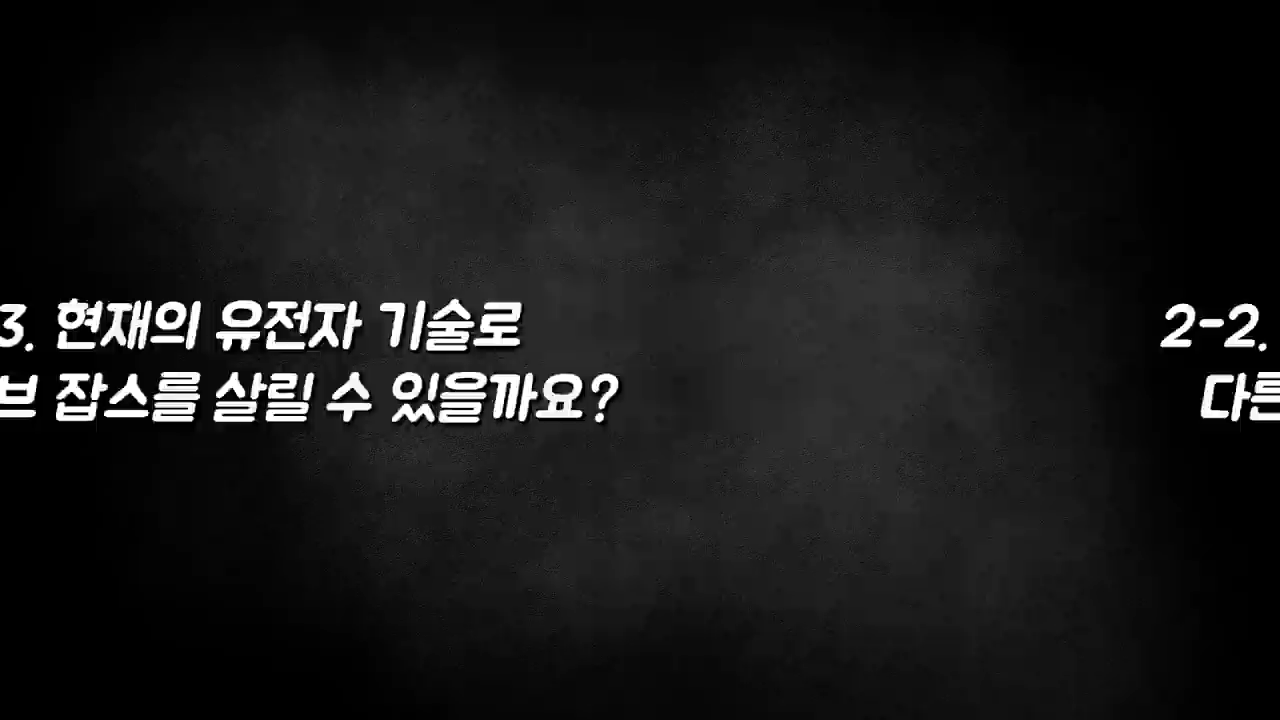 3. 현재의 유전자 기술로
브 잡스를 살릴 수 있을까요?
2-2.
다른